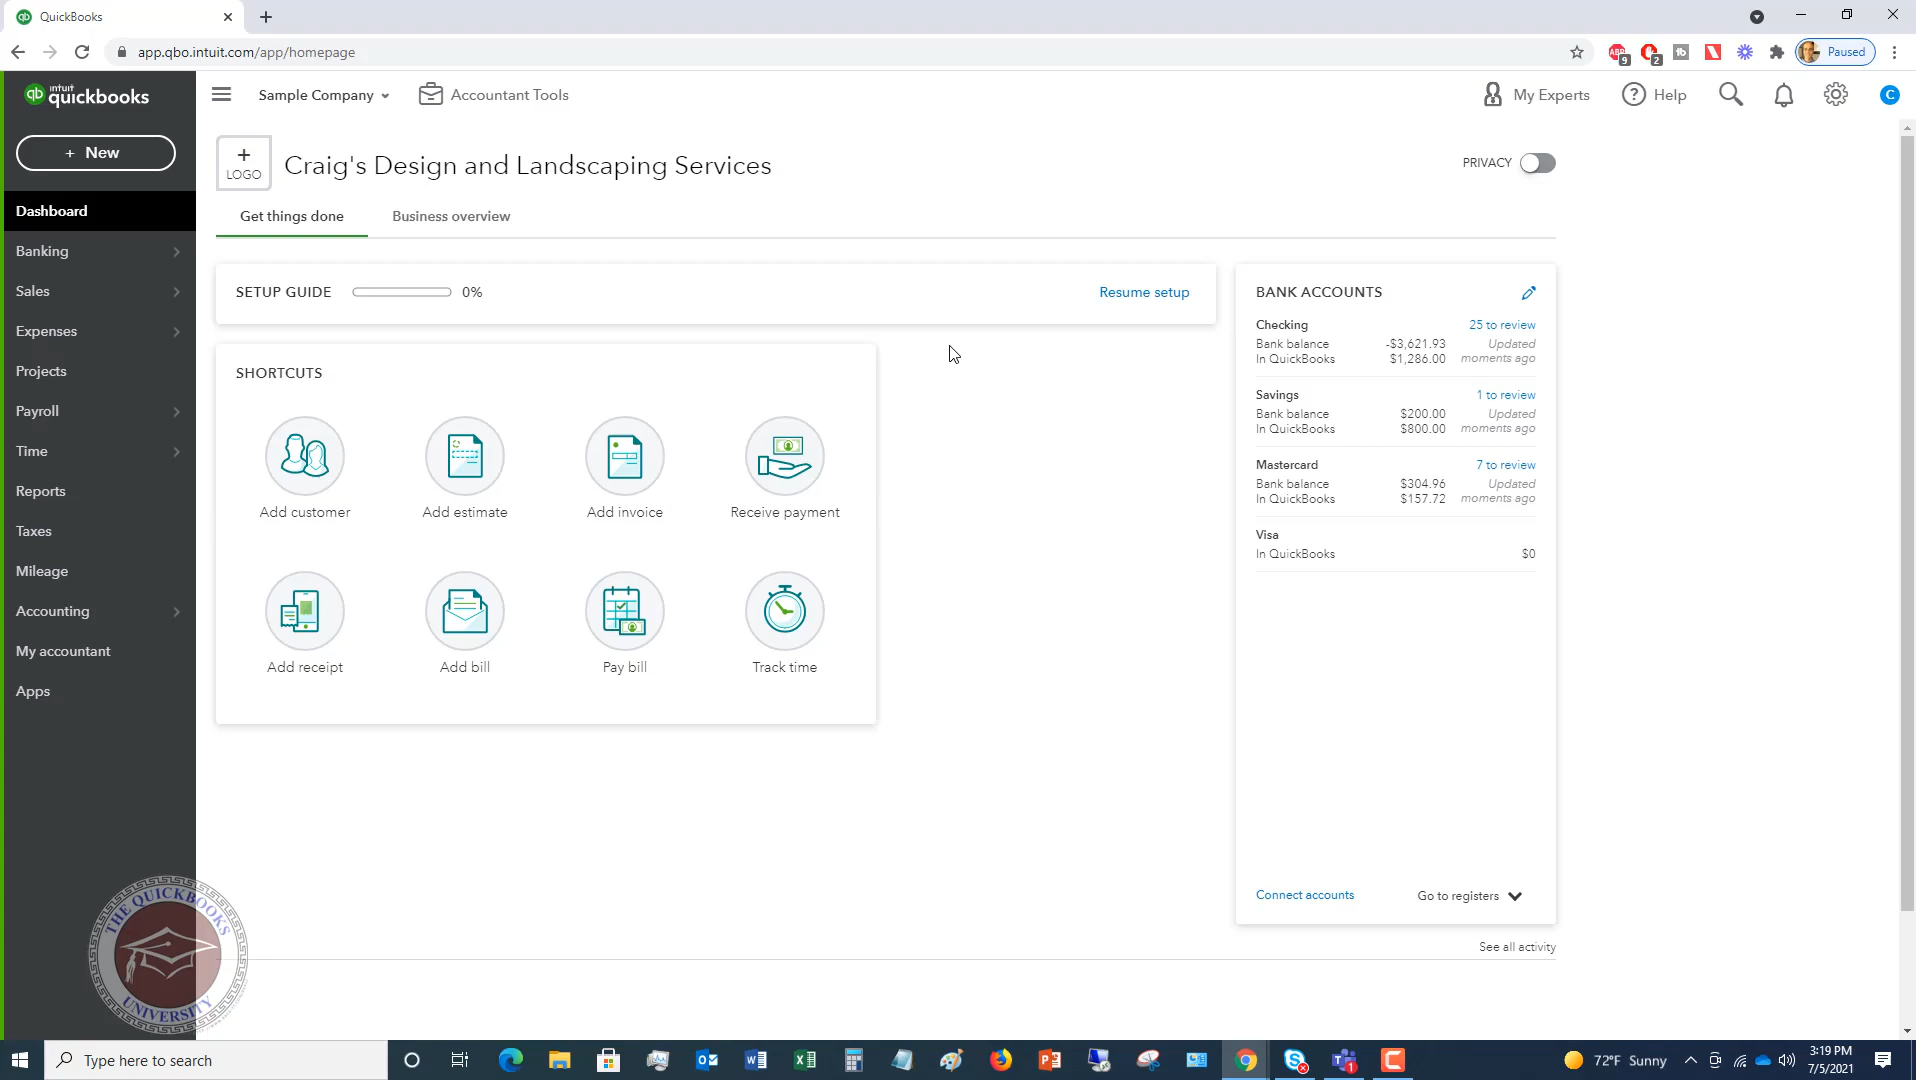 QuickBooks
app.qbo.intuit.com/app/homepage
9
2
Paused
intuit quickbooks
Sample Company
Accountant Tools
My Experts
Help
C
+ New
+ LOGO
Craig's Design and Landscaping Services
PRIVACY
Get things done
Business overview
Dashboard
Banking
Sales
Expenses
Projects
Payroll
Time
Reports
Taxes
Mileage
Accounting
My accountant
Apps
SETUP GUIDE 0% Resume setup
SHORTCUTS
Add customer
Add estimate
Add invoice
Receive payment
Add receipt
Add bill
Pay bill
Track time
BANK ACCOUNTS
Checking 25 to review
Bank balance -$3,621.93 Updated
In QuickBooks $1,286.00 moments ago
Savings 1 to review
Bank balance $200.00 Updated
In QuickBooks $800.00 moments ago
Mastercard 7 to review
Bank balance $304.96 Updated
In QuickBooks $157.72 moments ago
Visa
In QuickBooks $0
Connect accounts Go to registers
See all activity
THE QUICKBOOKS UNIVERSITY
Type here to search
72°F Sunny
3:19 PM
7/5/2021